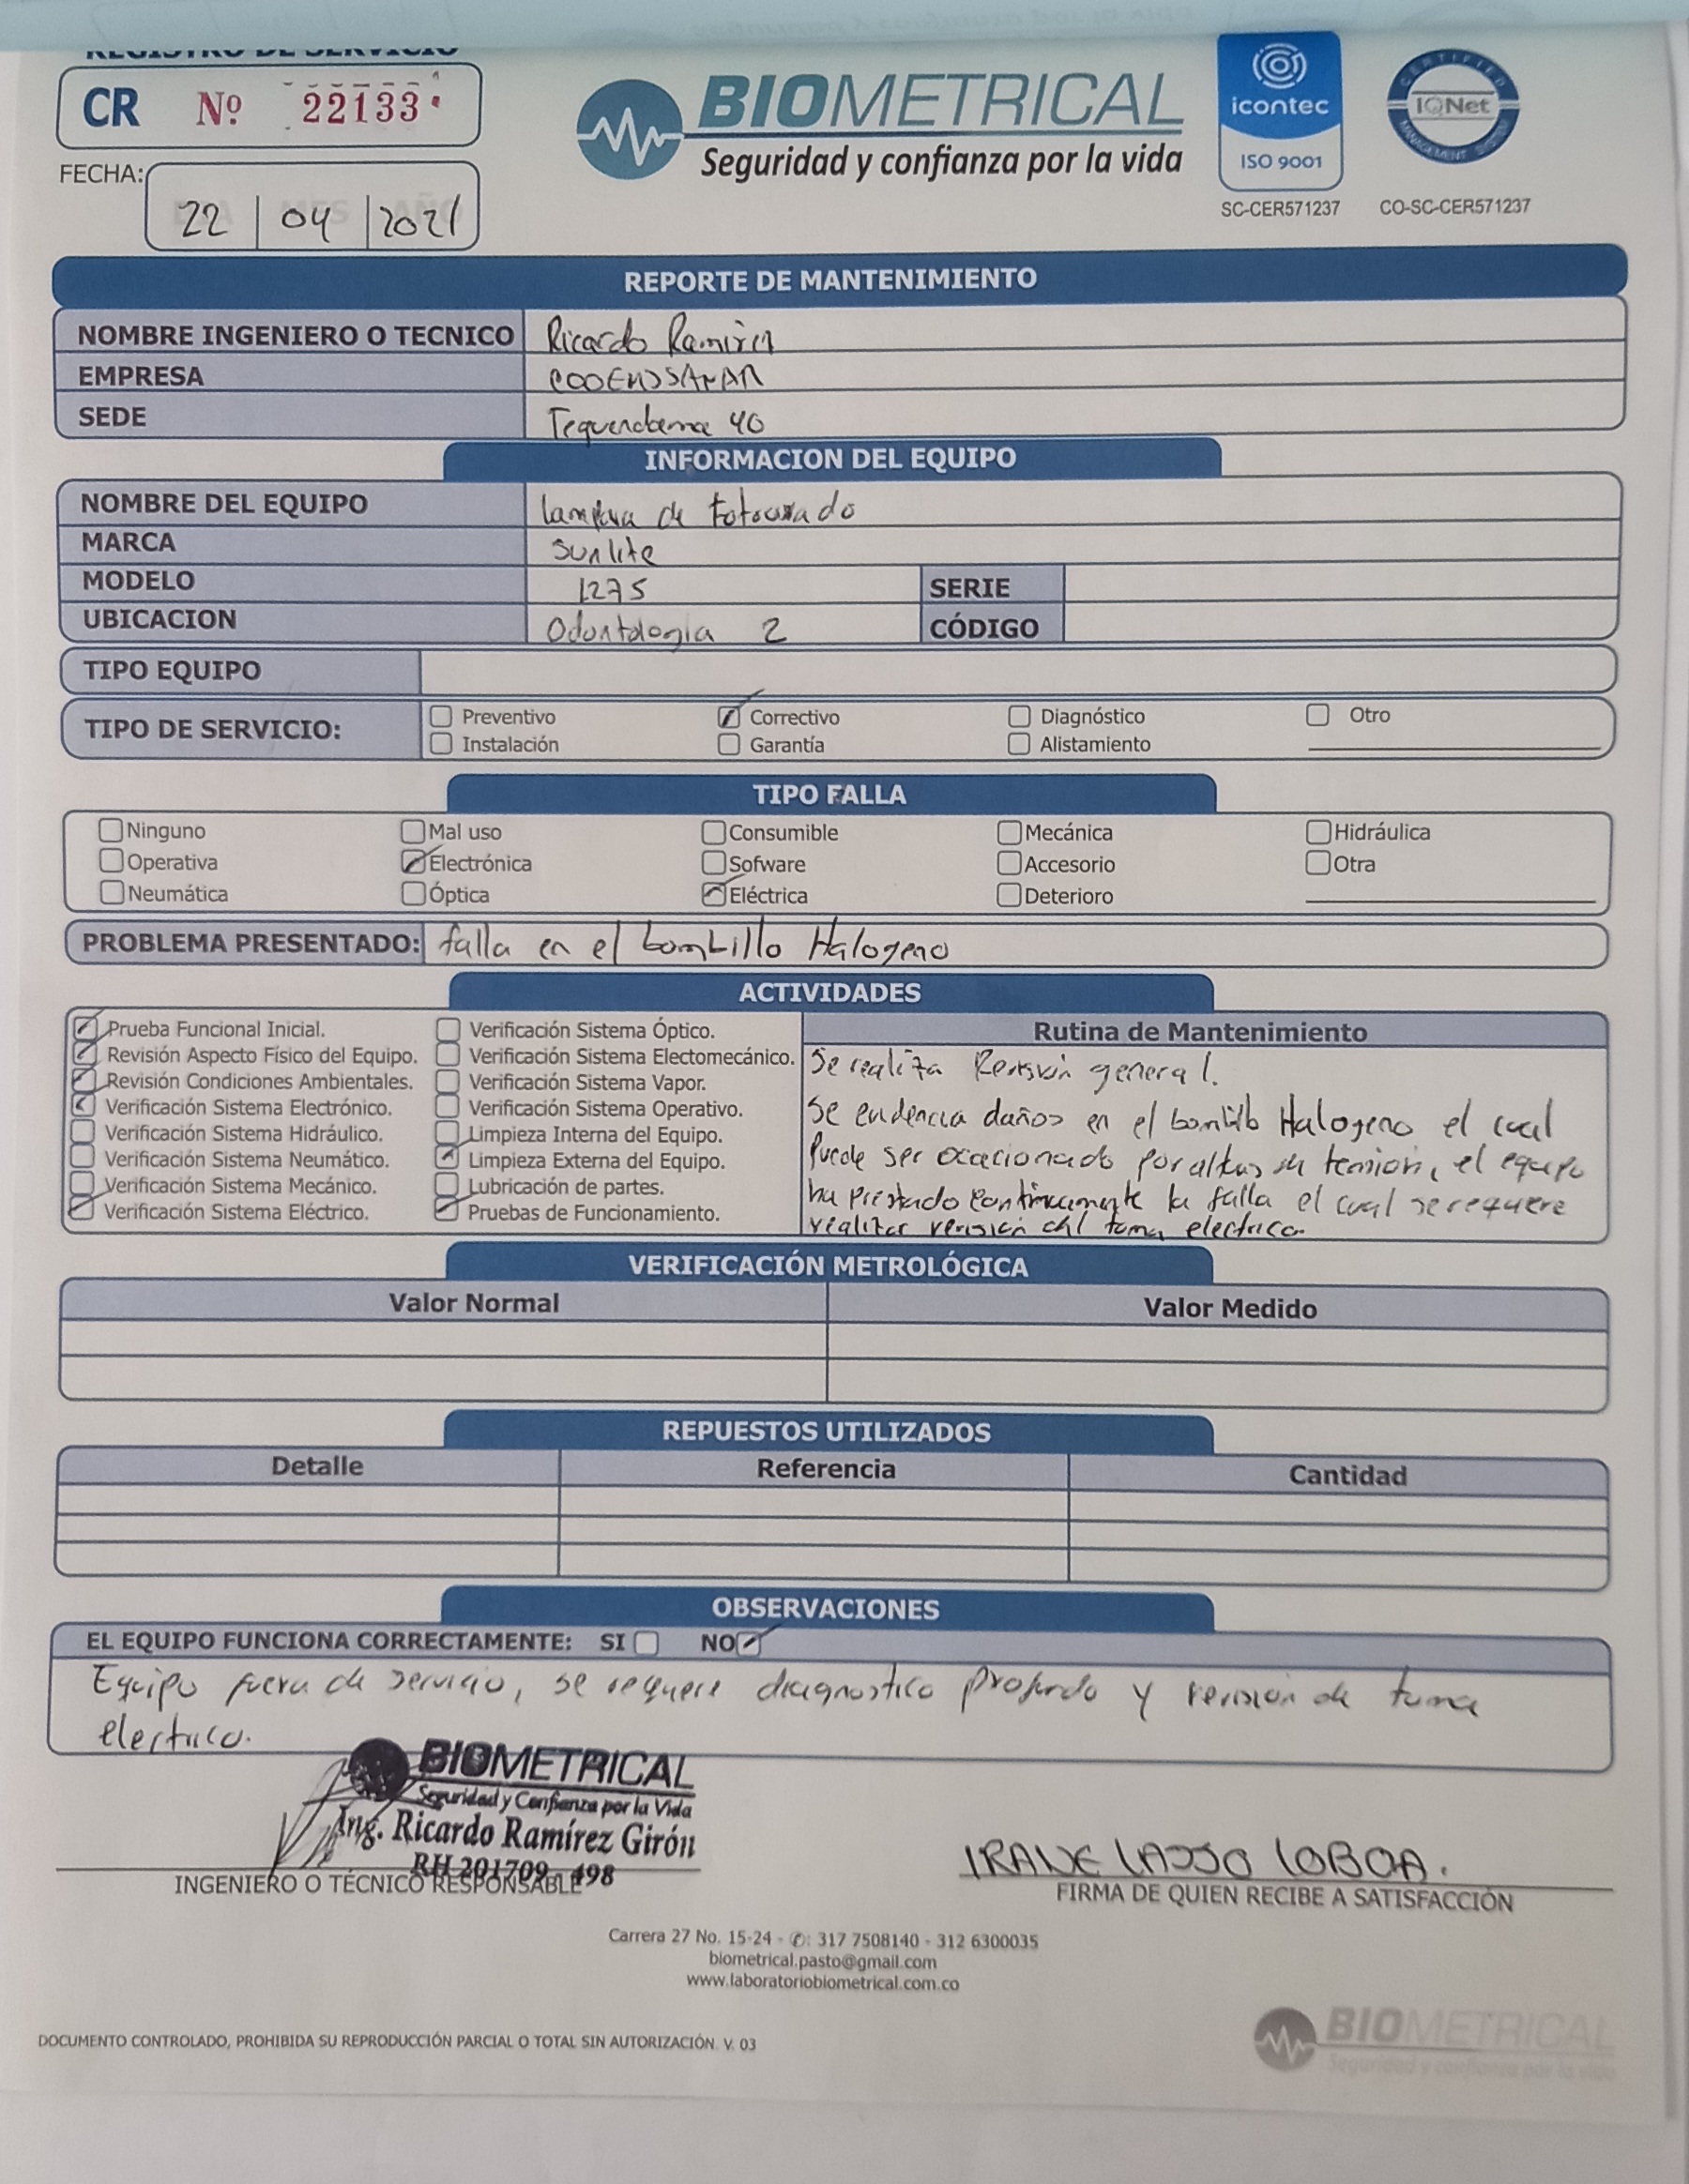 REGISTRO DE SERVICIO
CR Nº 22133
FECHA:
22 04 2021
BIOMETRICAL
Seguridad y confianza por la vida
icontec
ISO 9001
SC-CER571237
CERTIFIED
IQNet
MANAGEMENT SYSTEM
CO-SC-CER571237
REPORTE DE MANTENIMIENTO
NOMBRE INGENIERO O TECNICO Ricardo Ramirez
EMPRESA
SEDE Tequendama 40
INFORMACION DEL EQUIPO
NOMBRE DEL EQUIPO lampara de Fotocurado
MARCA Sunlite
MODELO 1275 SERIE
UBICACION Odontologia 2 CÓDIGO
TIPO EQUIPO
TIPO DE SERVICIO:
Preventivo Correctivo Diagnóstico Otro
Instalación Garantía Alistamiento
TIPO FALLA
Ninguno Mal uso Consumible Mecánica Hidráulica
Operativa Electrónica Sofware Accesorio Otra
Neumática Óptica Eléctrica Deterioro
PROBLEMA PRESENTADO: falla en el bombillo Halogeno
ACTIVIDADES
Prueba Funcional Inicial.
Revisión Aspecto Físico del Equipo.
Revisión Condiciones Ambientales.
Verificación Sistema Electrónico.
Verificación Sistema Hidráulico.
Verificación Sistema Neumático.
Verificación Sistema Mecánico.
Verificación Sistema Eléctrico.
Verificación Sistema Óptico.
Verificación Sistema Electomecánico.
Verificación Sistema Vapor.
Verificación Sistema Operativo.
Limpieza Interna del Equipo.
Limpieza Externa del Equipo.
Lubricación de partes.
Pruebas de Funcionamiento.
Rutina de Mantenimiento
Se realiza Revisión general.
Se evidencia daños en el bombillo Halogeno el cual
Puede ser ocacionado por altas en tension, el equipo
ha prestado continuamente la falla el cual se requere
realizar revisión del toma electrico.
VERIFICACIÓN METROLÓGICA
Valor Normal Valor Medido
REPUESTOS UTILIZADOS
Detalle Referencia Cantidad
OBSERVACIONES
EL EQUIPO FUNCIONA CORRECTAMENTE: SI NO
Equipo fuera de servicio, se requere diagnostico profundo y revision de toma
electrico.
BIOMETRICAL
Seguridad y Confianza por la Vida
Ing. Ricardo Ramírez Girón
RH 201709 - 498
INGENIERO O TÉCNICO RESPONSABLE
IRANE LASSO LOBOA.
FIRMA DE QUIEN RECIBE A SATISFACCIÓN
Carrera 27 No. 15-24 - ✆: 317 7508140 - 312 6300035
biometrical.pasto@gmail.com
www.laboratoriobiometrical.com.co
DOCUMENTO CONTROLADO, PROHIBIDA SU REPRODUCCIÓN PARCIAL O TOTAL SIN AUTORIZACIÓN. V. 03
BIOMETRICAL
Seguridad y confianza por la vida